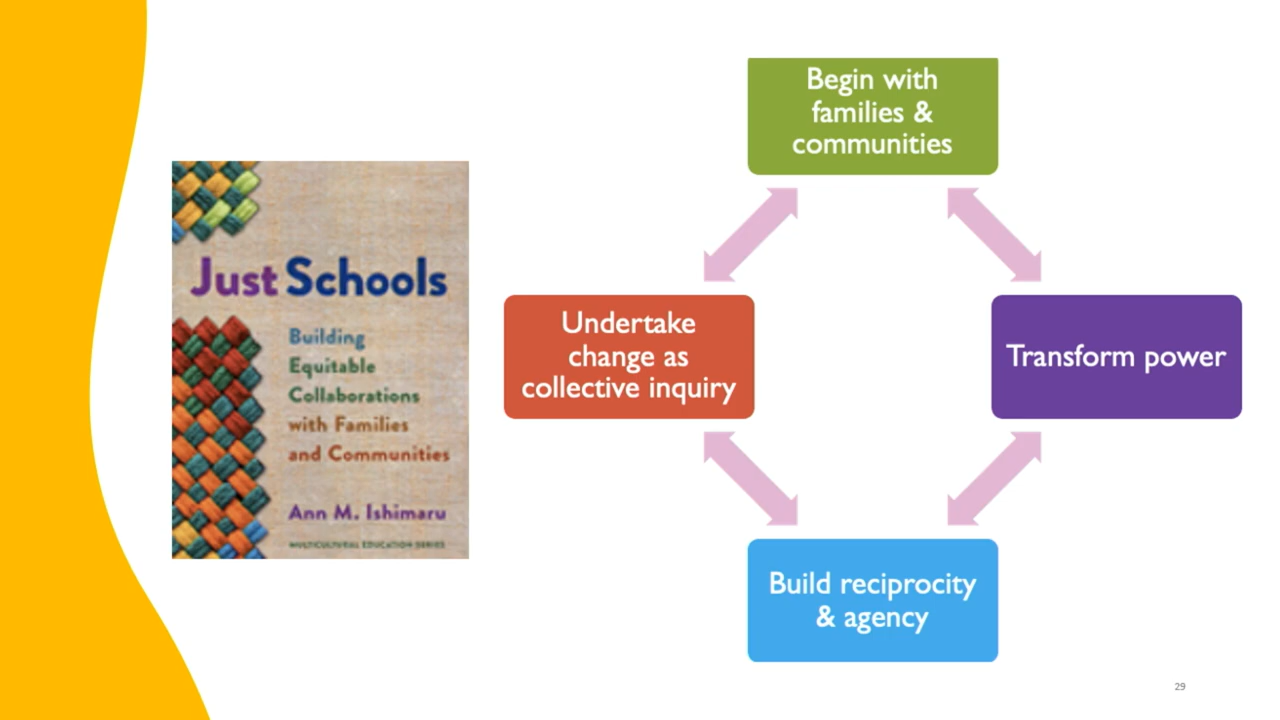 Just Schools
Building
Equitable
Collaborations
with Families
and Communities
Ann M. Ishimaru
MULTICULTURAL EDUCATION SERIES
Begin with
families &
communities
Undertake
change as
collective inquiry
Transform power
Build reciprocity
& agency
29